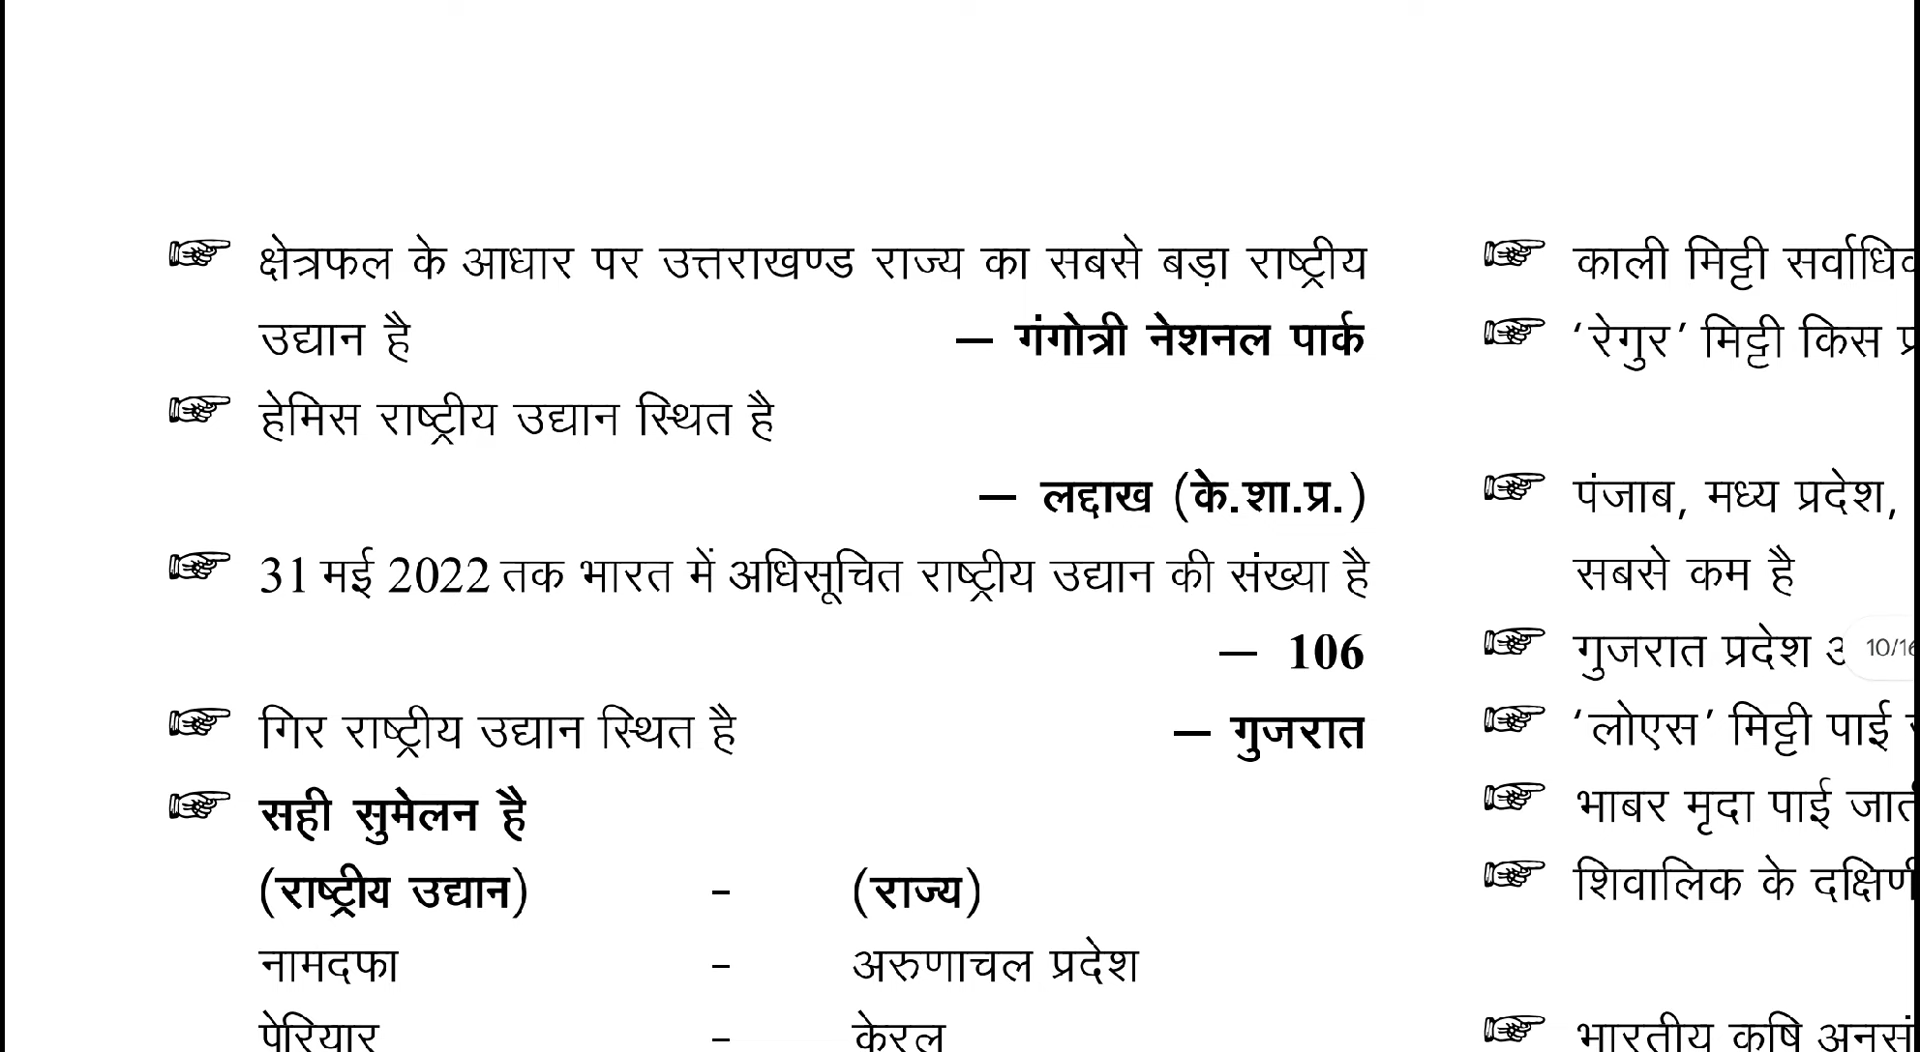 ☞ क्षेत्रफल के आधार पर उत्तराखण्ड राज्य का सबसे बड़ा राष्ट्रीय
उद्यान है — गंगोत्री नेशनल पार्क
☞ हेमिस राष्ट्रीय उद्यान स्थित है
— लद्दाख (के.शा.प्र.)
☞ 31 मई 2022 तक भारत में अधिसूचित राष्ट्रीय उद्यान की संख्या है
— 106
☞ गिर राष्ट्रीय उद्यान स्थित है — गुजरात
☞ सही सुमेलन है
(राष्ट्रीय उद्यान) - (राज्य)
नामदफा - अरुणाचल प्रदेश
पेरियार - केरल
☞ काली मिट्टी
☞ ‘रेगुर’ मिट्टी किस
☞ पंजाब, मध्य प्रदेश,
सबसे कम है
☞ गुजरात प्रदेश
☞ ‘लोएस’ मिट्टी पाई
☞ भाबर मृदा पाई
☞ शिवालिक के
☞ भारतीय कृषि